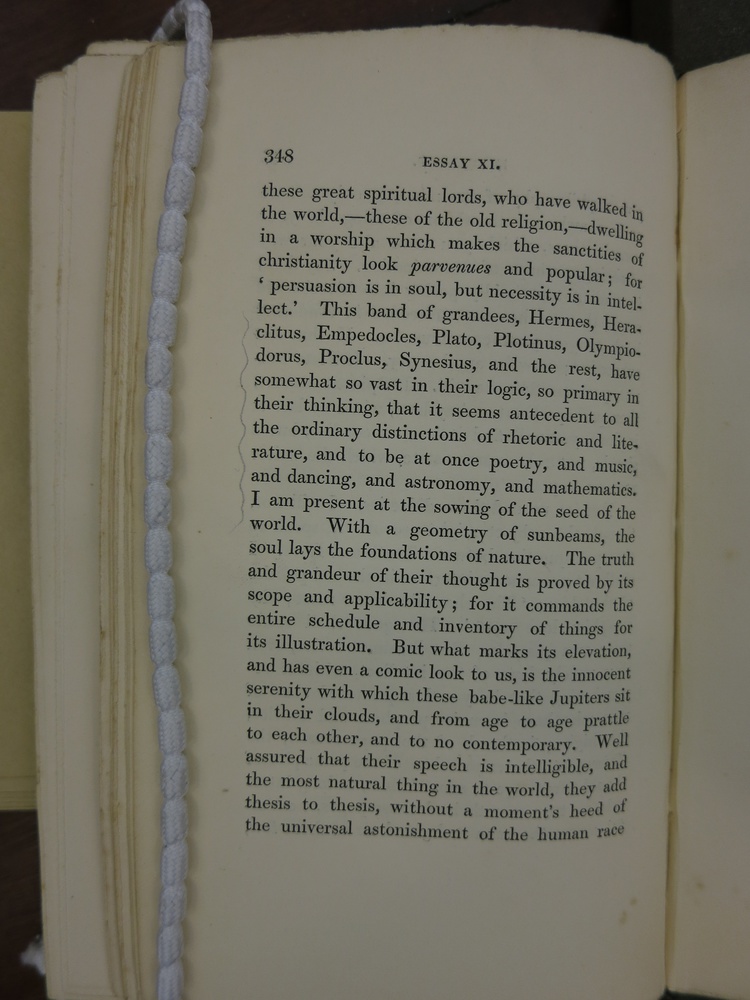 348
ESSAY XI.
these great spiritual lords, who have walked in
the world,—these of the old religion,—dwelling
in a worship which makes the sanctities of
christianity look parvenues and popular; for
‘ persuasion is in soul, but necessity is in intel-
lect.’ This band of grandees, Hermes, Hera-
clitus, Empedocles, Plato, Plotinus, Olympio-
dorus, Proclus, Synesius, and the rest, have
somewhat so vast in their logic, so primary in
their thinking, that it seems antecedent to all
the ordinary distinctions of rhetoric and lite-
rature, and to be at once poetry, and music,
and dancing, and astronomy, and mathematics.
I am present at the sowing of the seed of the
world. With a geometry of sunbeams, the
soul lays the foundations of nature. The truth
and grandeur of their thought is proved by its
scope and applicability; for it commands the
entire schedule and inventory of things for
its illustration. But what marks its elevation,
and has even a comic look to us, is the innocent
serenity with which these babe-like Jupiters sit
in their clouds, and from age to age prattle
to each other, and to no contemporary. Well
assured that their speech is intelligible, and
the most natural thing in the world, they add
thesis to thesis, without a moment's heed of
the universal astonishment of the human race